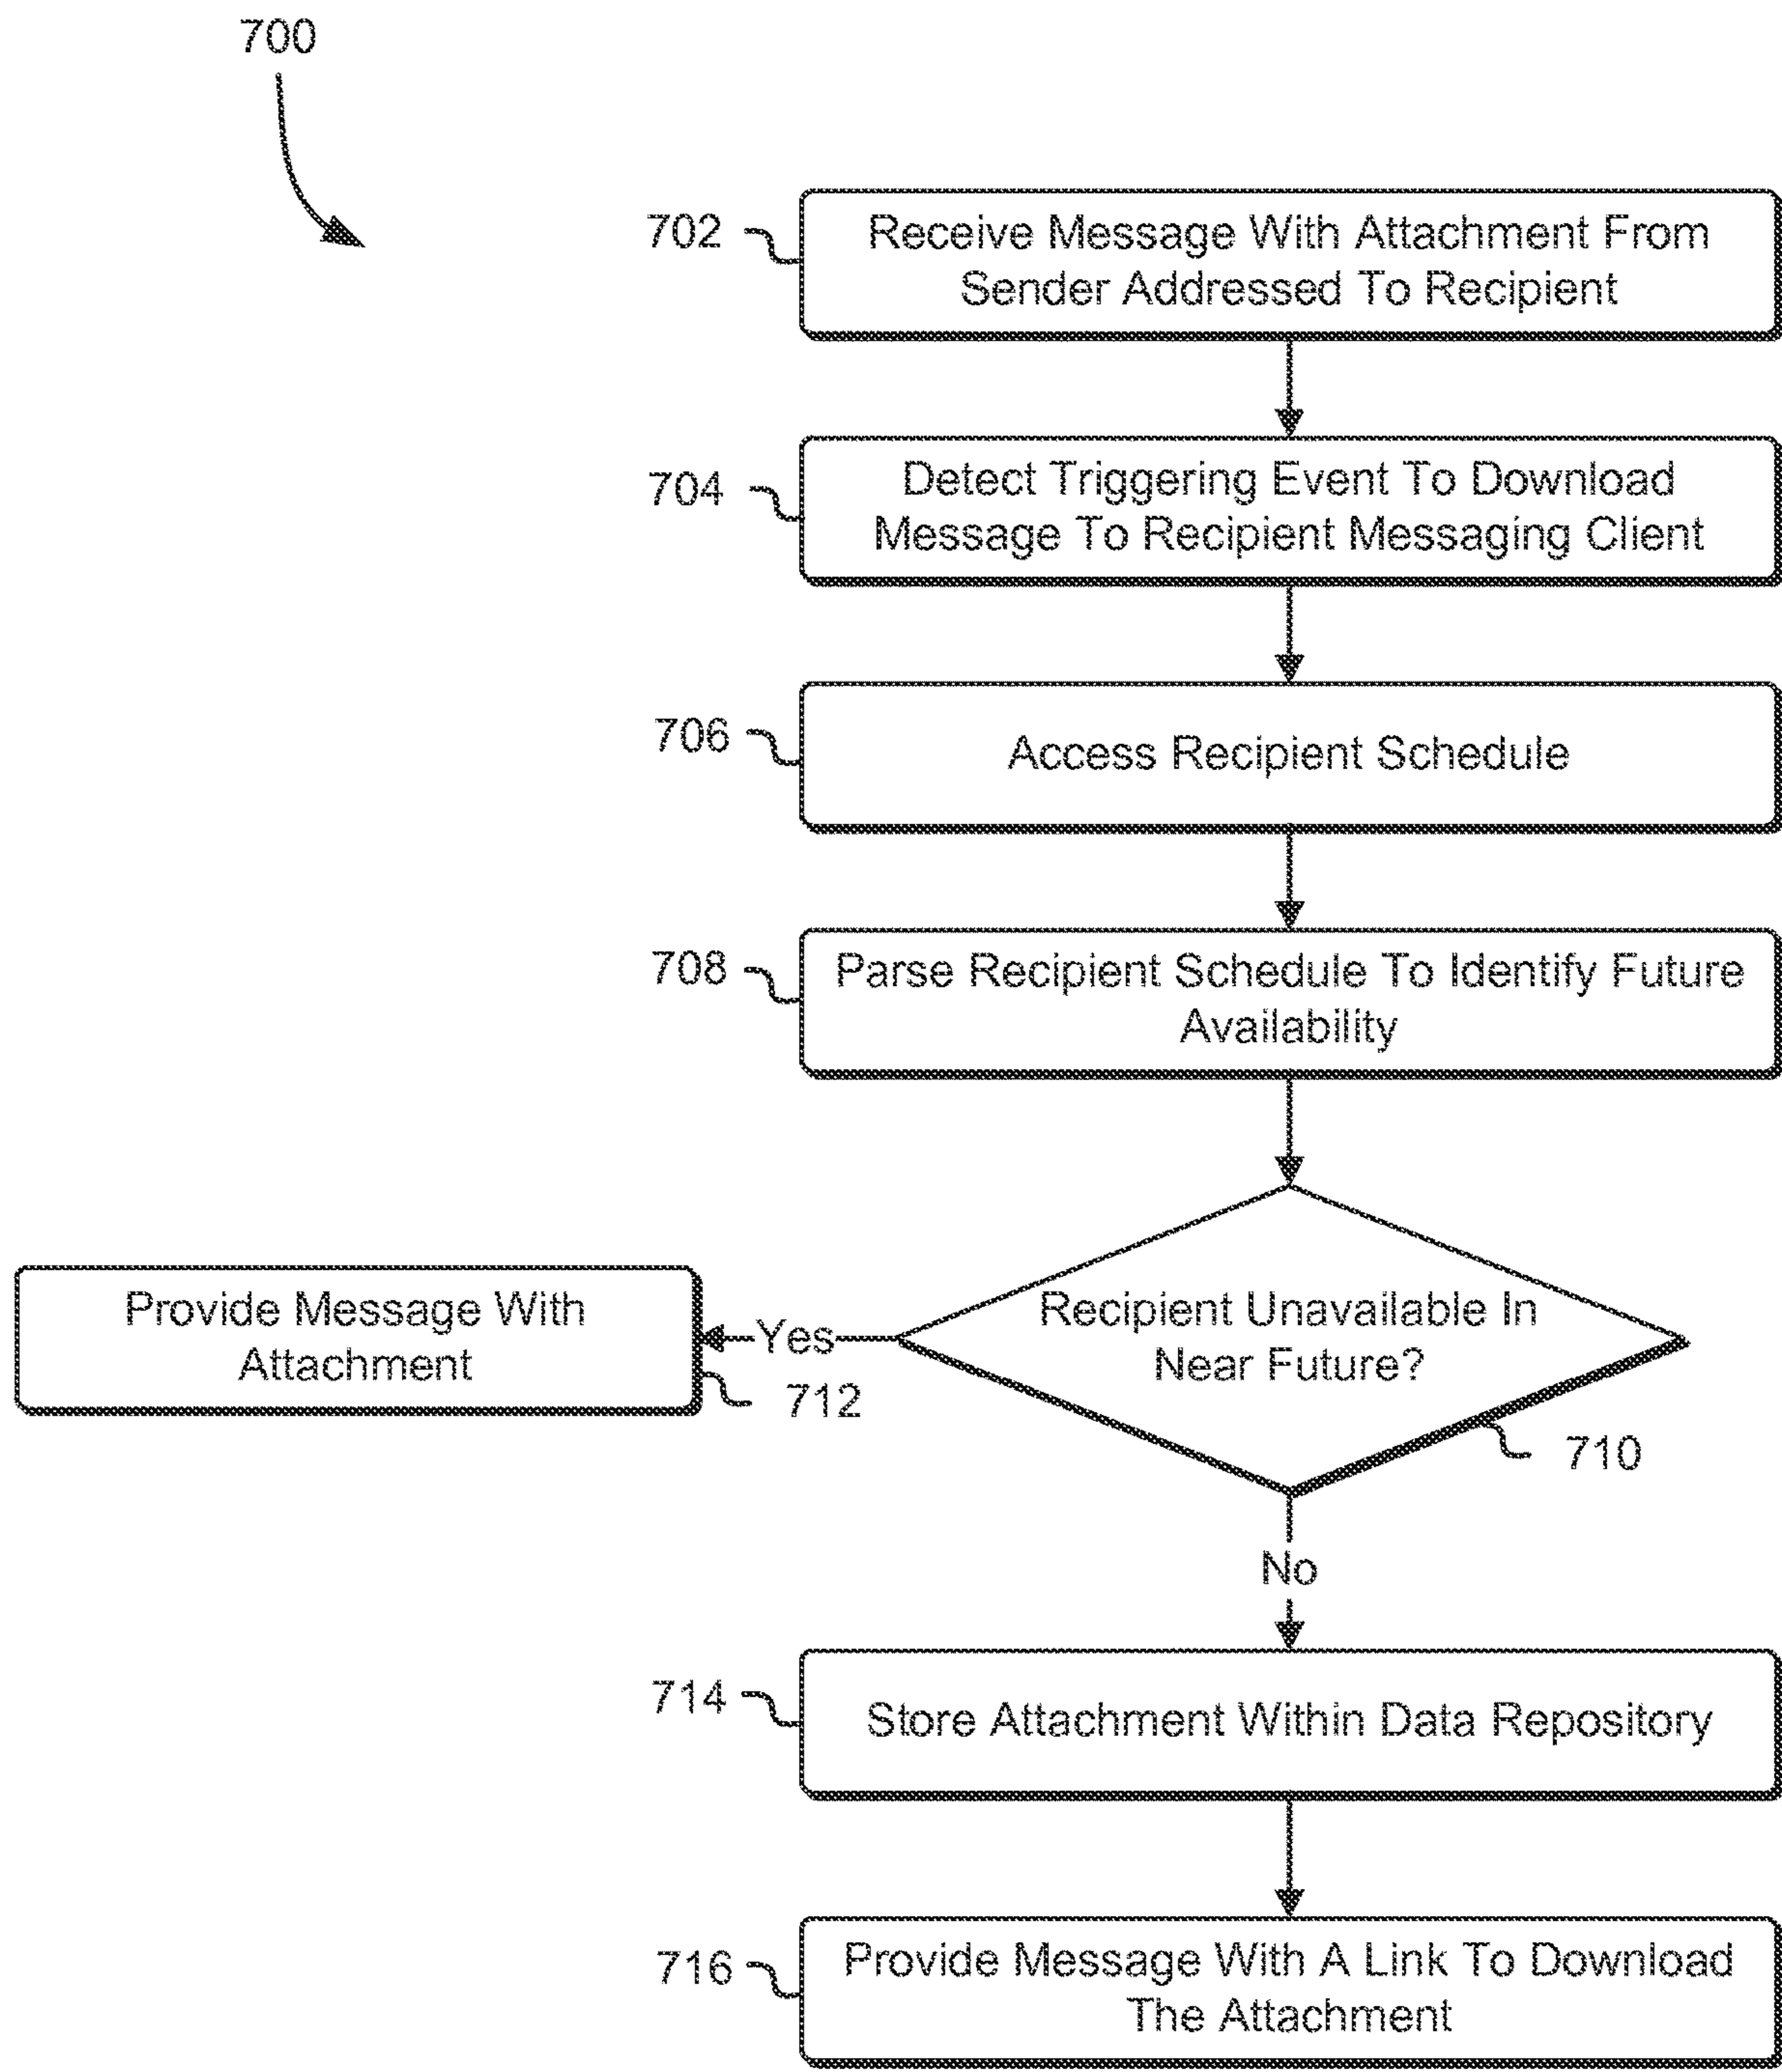 700
702
Receive Message With Attachment From
Sender Addressed To Recipient
704
Detect Triggering Event To Download
Message To Recipient Messaging Client
706
Access Recipient Schedule
708
Parse Recipient Schedule To Identify Future
Availability
Provide Message With
Attachment
712
Yes
Recipient Unavailable In
Near Future?
710
No
714
Store Attachment Within Data Repository
716
Provide Message With A Link To Download
The Attachment